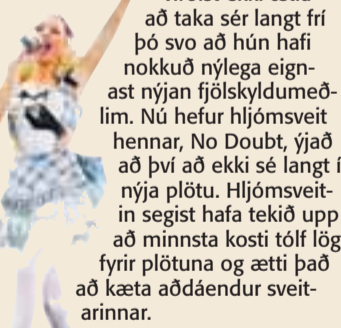 að taka sér langt frí
þó svo að hún hafi
nokkuð nýlega eign-
ast nýjan fjölskyldumeð-
lim. Nú hefur hljómsveit
hennar, No Doubt, ýjað
að því að ekki sé langt í
nýja plötu. Hljómsveit-
in segist hafa tekið upp
að minnsta kosti tólf lög
fyrir plötuna og ætti það
að kæta aðdáendur sveit-
arinnar.